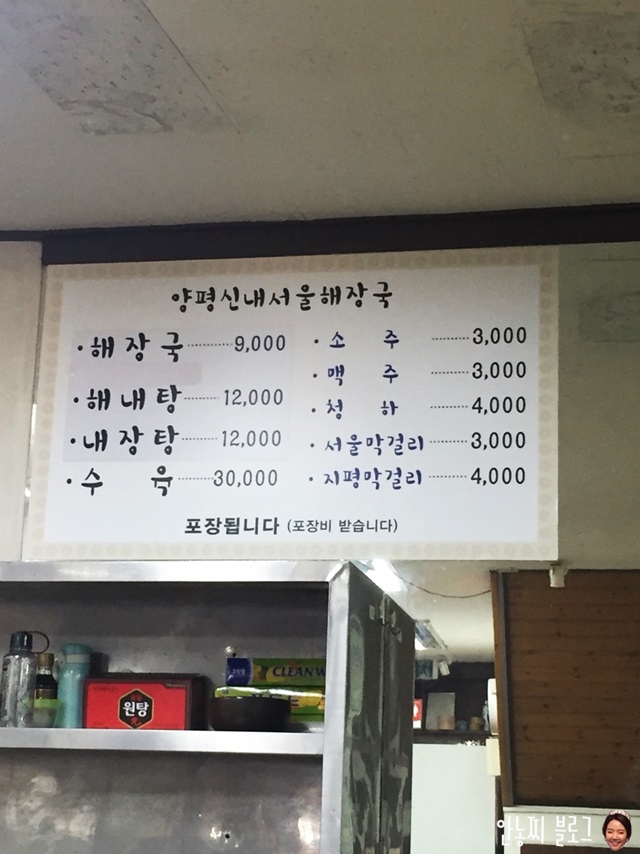 양평신내서울해장국
· 해 장 국 ········· 9,000
· 해 내 탕 ······· 12,000
· 내 장 탕 ······· 12,000
· 수 육 ········ 30,000
· 소 주 ········ 3,000
· 맥 주 ········ 3,000
· 청 하 ········ 4,000
· 서울막걸리 ········ 3,000
· 지평막걸리 ········ 4,000
포장됩니다 (포장비 받습니다)
CLEAN W
원탕
안농찌 블로그